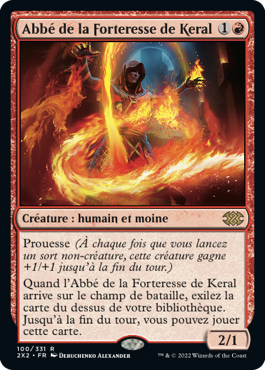 Abbé de la Forteresse de Keral 1
Créature : humain et moine
Prouesse (À chaque fois que vous lancez
un sort non-créature, cette créature gagne
+1/+1 jusqu'à la fin du tour.)
Quand l'Abbé de la Forteresse de Keral
arrive sur le champ de bataille, exilez la
carte du dessus de votre bibliothèque.
Jusqu'à la fin du tour, vous pouvez jouer
cette carte.
2/1
100/331 R
2X2 • FR Deruchenko Alexander
™ & © 2022 Wizards of the Coast